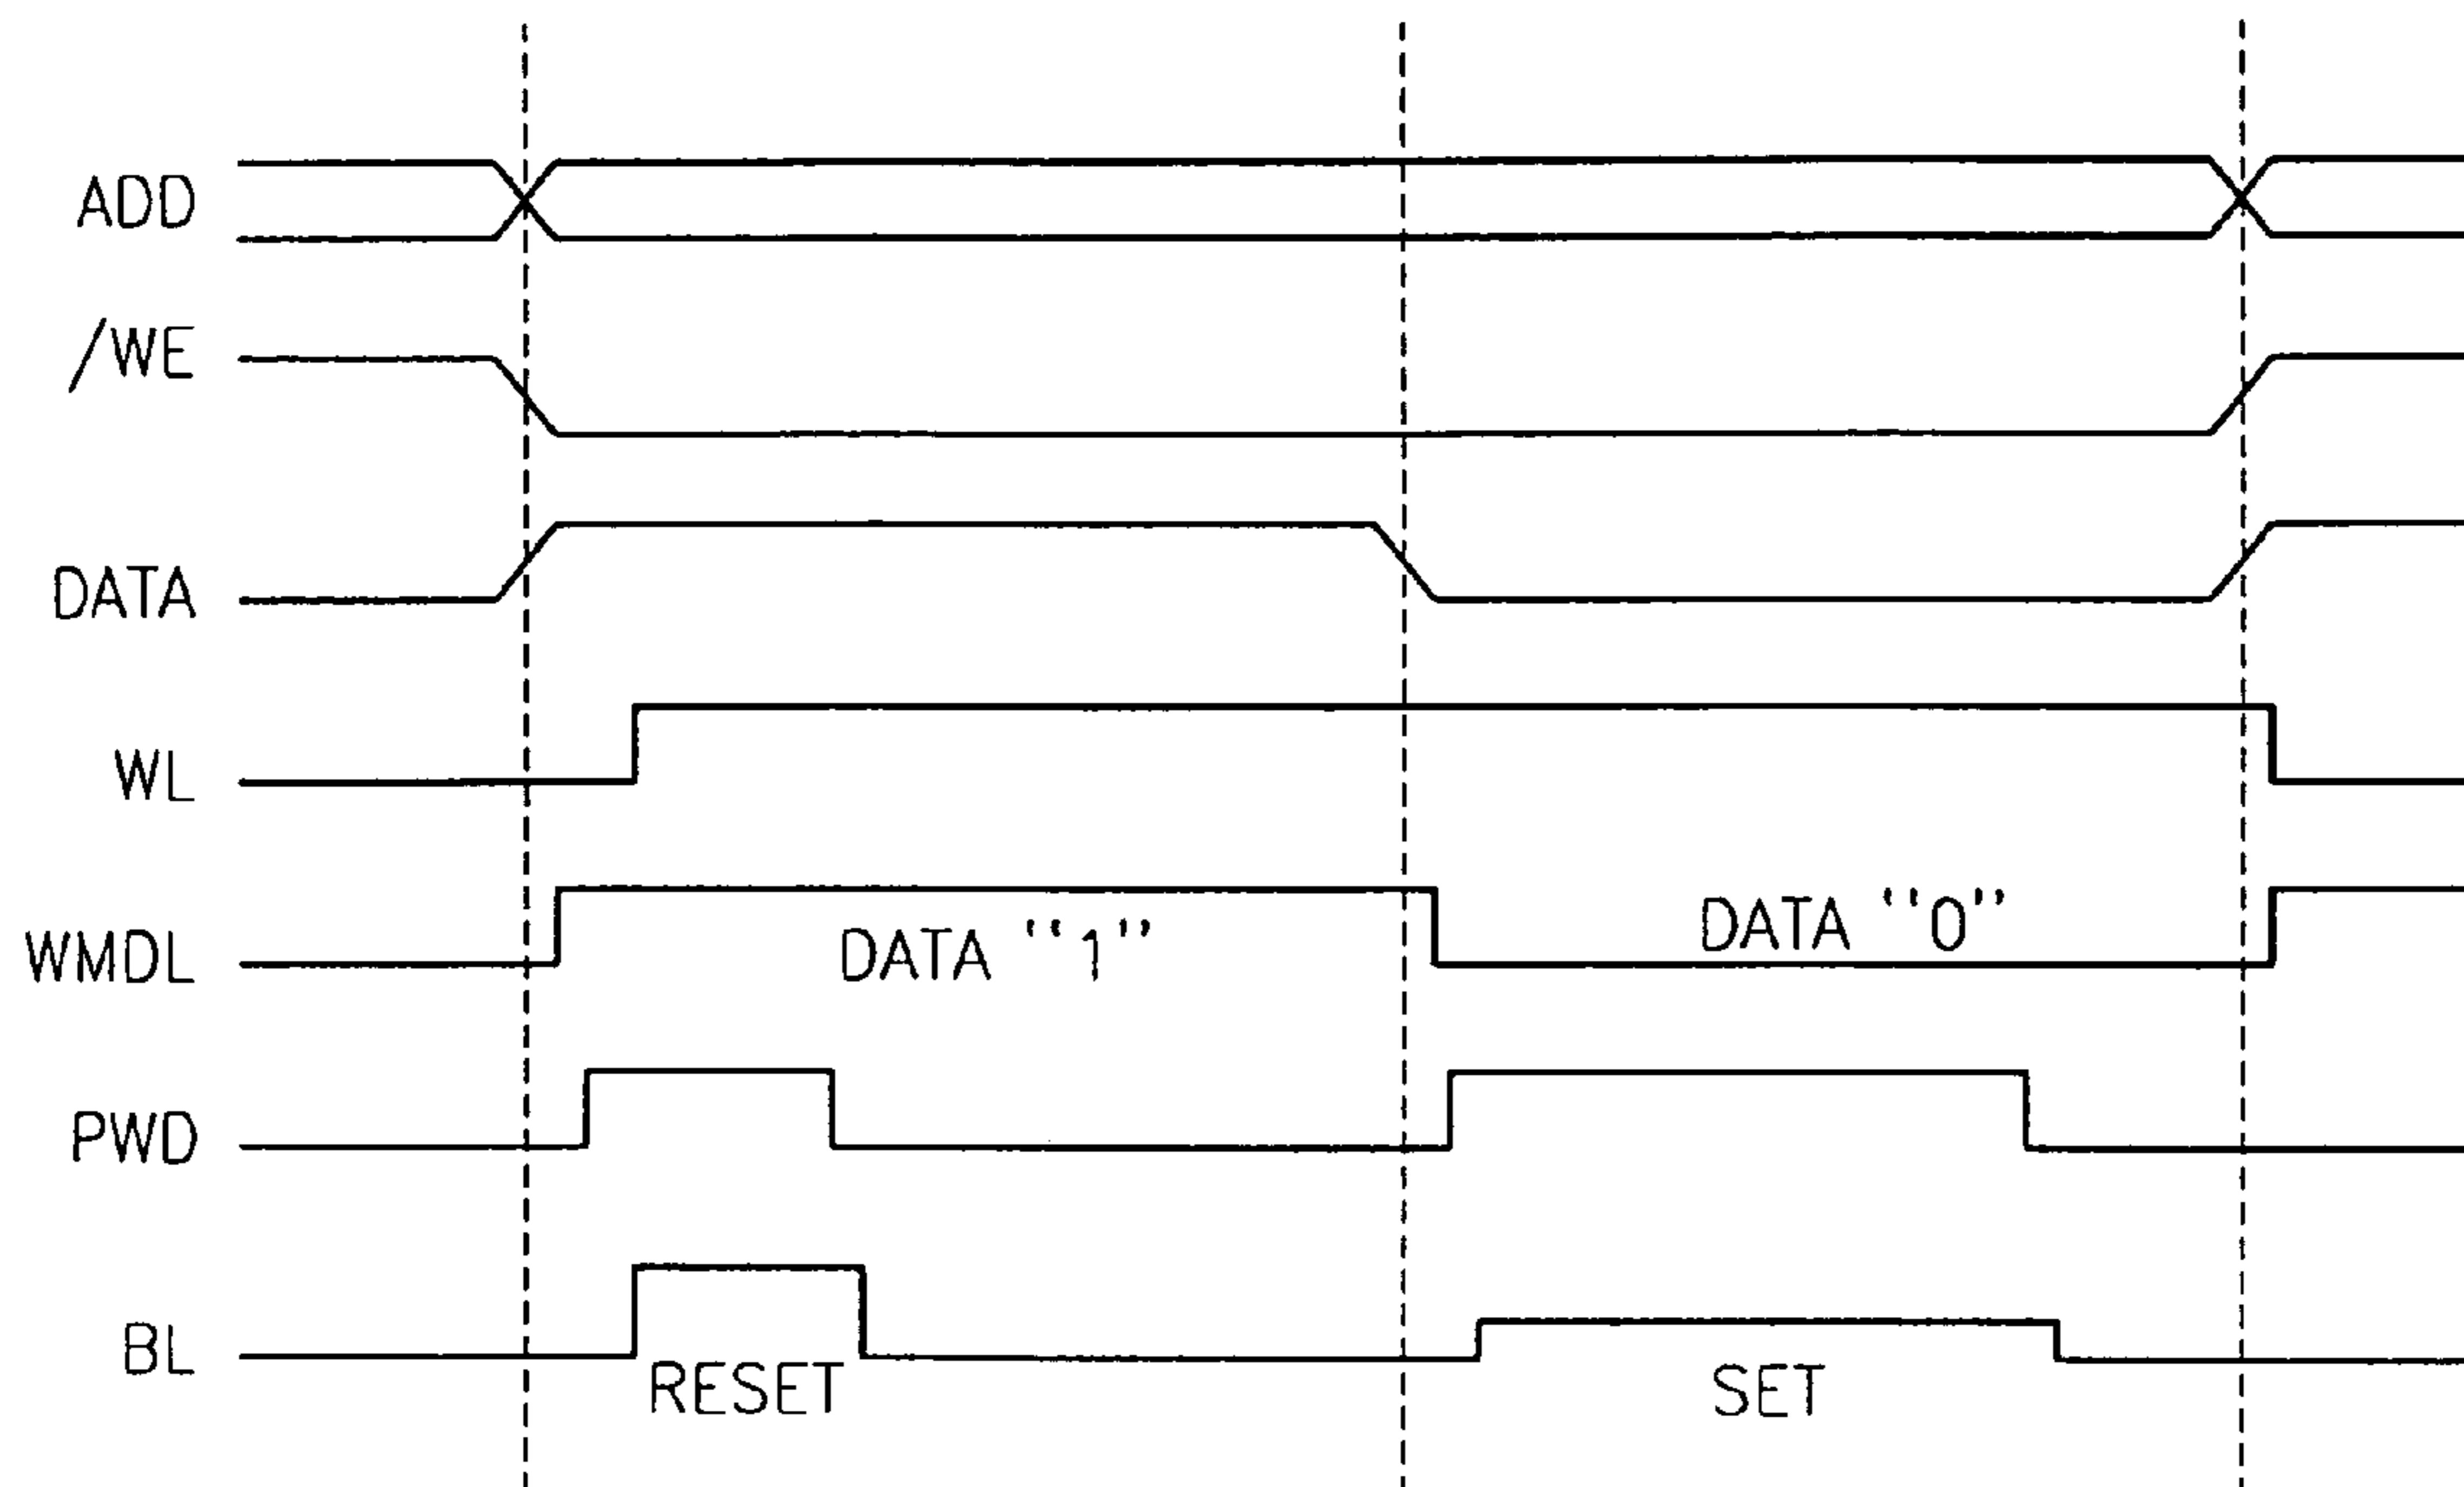 ADD
/WE
DATA
WL
WMDL
DATA "1"
DATA "0"
PWD
BL
RESET
SET